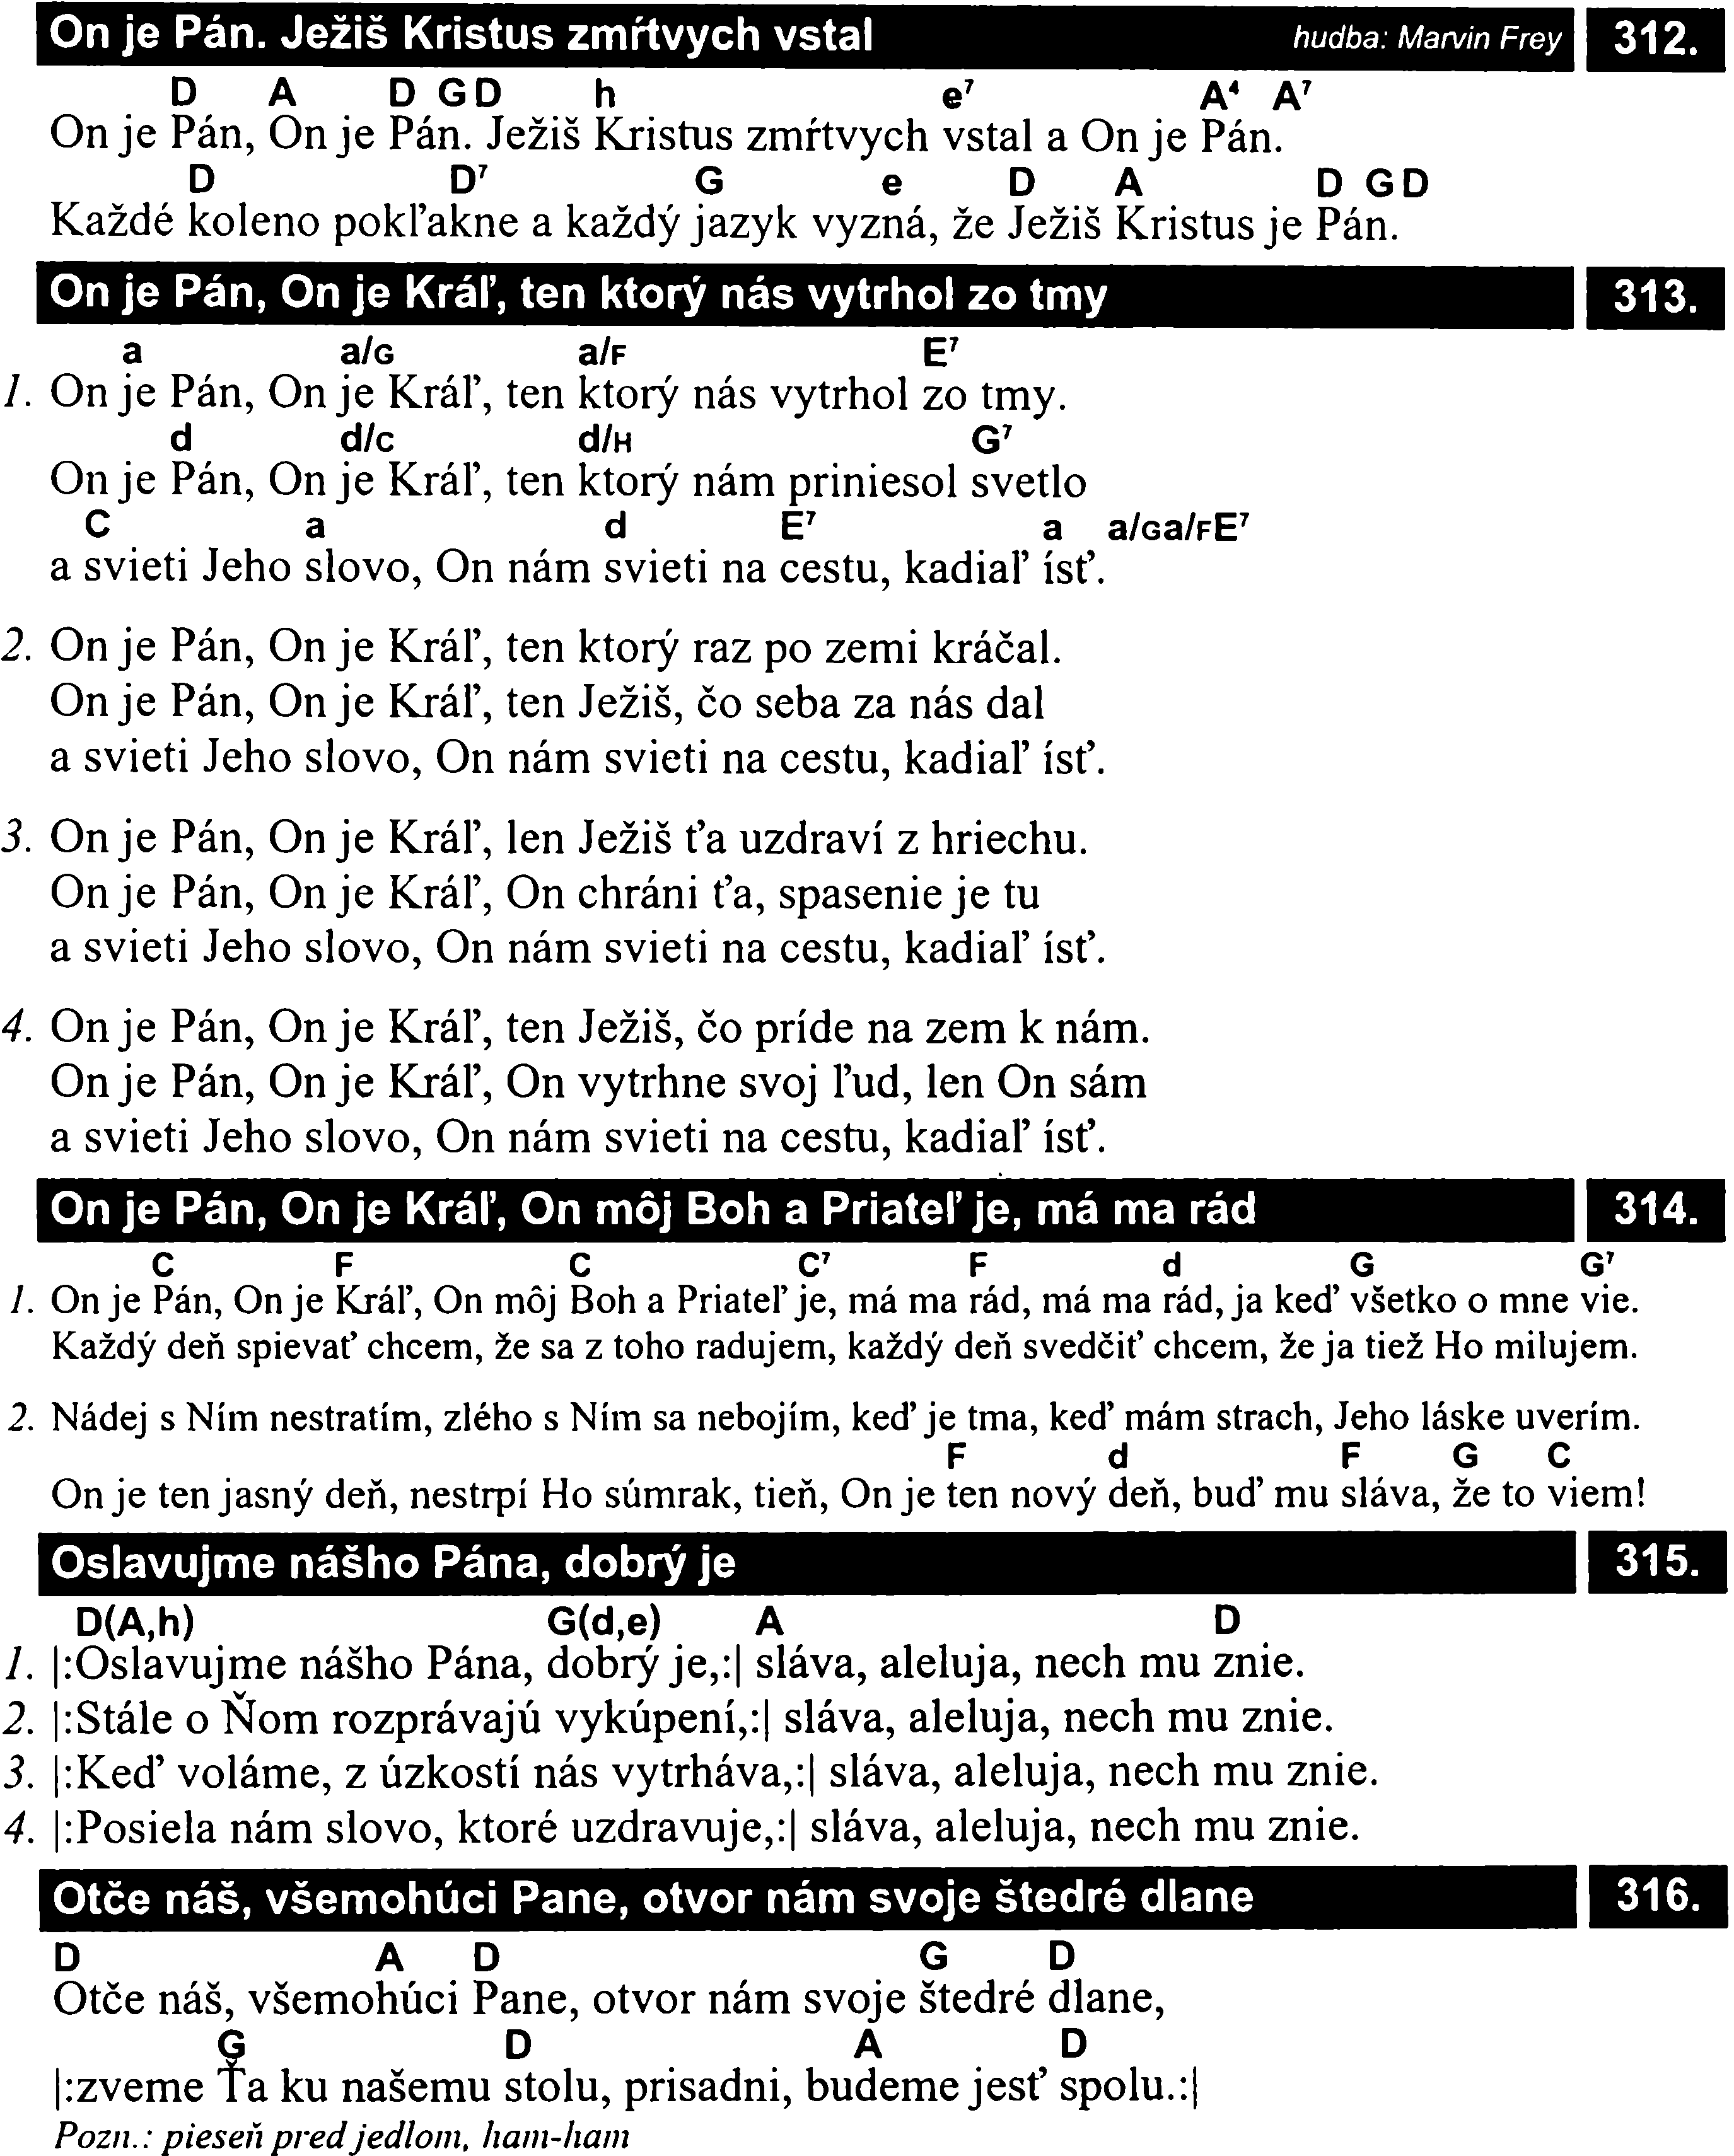 On je Pán. Ježiš Kristus zmŕtvych vstal hudba: Marvin Frey 312.
D A D G D h e⁷ A⁴ A⁷
On je Pán, On je Pán. Ježiš Kristus zmŕtvych vstal a On je Pán.
D D⁷ G e D A D G D
Každé koleno pokľakne a každý jazyk vyzná, že Ježiš Kristus je Pán.
On je Pán, On je Kráľ, ten ktorý nás vytrhol zo tmy 313.
a a/G a/F E⁷
1. On je Pán, On je Kráľ, ten ktorý nás vytrhol zo tmy.
d d/C d/H G⁷
On je Pán, On je Kráľ, ten ktorý nám priniesol svetlo
C a d E⁷ a a/Ga/FE⁷
a svieti Jeho slovo, On nám svieti na cestu, kadiaľ ísť.
2. On je Pán, On je Kráľ, ten ktorý raz po zemi kráčal.
On je Pán, On je Kráľ, ten Ježiš, čo seba za nás dal
a svieti Jeho slovo, On nám svieti na cestu, kadiaľ ísť.
3. On je Pán, On je Kráľ, len Ježiš ťa uzdraví z hriechu.
On je Pán, On je Kráľ, On chráni ťa, spasenie je tu
a svieti Jeho slovo, On nám svieti na cestu, kadiaľ ísť.
4. On je Pán, On je Kráľ, ten Ježiš, čo príde na zem k nám.
On je Pán, On je Kráľ, On vytrhne svoj ľud, len On sám
a svieti Jeho slovo, On nám svieti na cestu, kadiaľ ísť.
On je Pán, On je Kráľ, On môj Boh a Priateľ je, má ma rád 314.
C F C C⁷ F d G G⁷
1. On je Pán, On je Kráľ, On môj Boh a Priateľ je, má ma rád, má ma rád, ja keď všetko o mne vie.
Každý deň spievať chcem, že sa z toho radujem, každý deň svedčiť chcem, že ja tiež Ho milujem.
2. Nádej s Ním nestratím, zlého s Ním sa nebojím, keď je tma, keď mám strach, Jeho láske uverím.
F d F G C
On je ten jasný deň, nestrpí Ho súmrak, tieň, On je ten nový deň, buď mu sláva, že to viem!
Oslavujme nášho Pána, dobrý je 315.
D(A,h) G(d,e) A D
1. |:Oslavujme nášho Pána, dobrý je,:| sláva, aleluja, nech mu znie.
2. |:Stále o Ňom rozprávajú vykúpení,:| sláva, aleluja, nech mu znie.
3. |:Keď voláme, z úzkostí nás vytrháva,:| sláva, aleluja, nech mu znie.
4. |:Posiela nám slovo, ktoré uzdravuje,:| sláva, aleluja, nech mu znie.
Otče náš, všemohúci Pane, otvor nám svoje štedré dlane 316.
D A D G D
Otče náš, všemohúci Pane, otvor nám svoje štedré dlane,
G D A D
|:zveme Ťa ku našemu stolu, prisadni, budeme jesť spolu.:|
Pozn.: pieseň pred jedlom, ham-ham